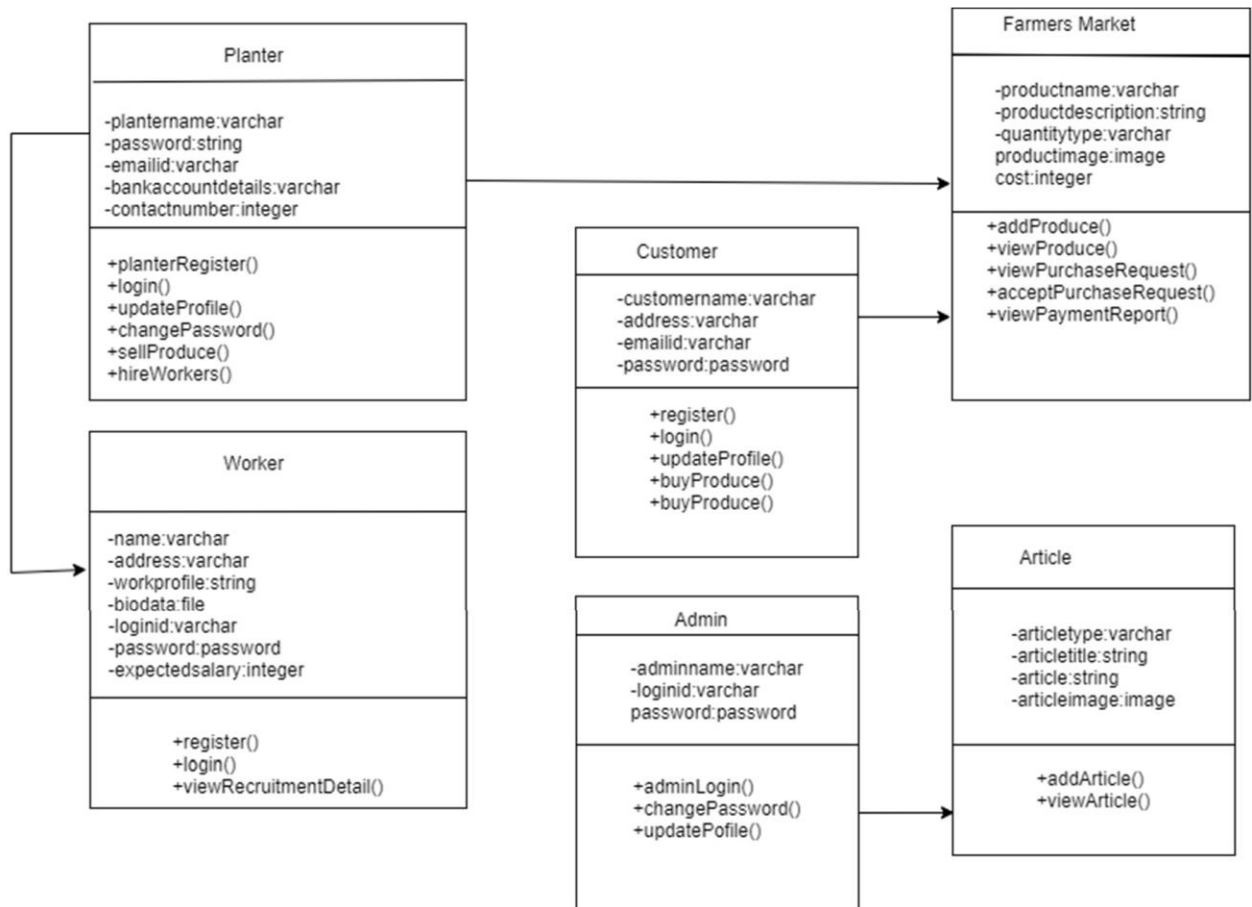 Planter
-plantername:varchar
-password:string
-emailid:varchar
-bankaccountdetails:varchar
-contactnumber:integer
+planterRegister()
+login()
+updateProfile()
+changePassword()
+sellProduce()
+hireWorkers()
Farmers Market
-productname:varchar
-productdescription:string
-quantitytype:varchar
productimage:image
cost:integer
+addProduce()
+viewProduce()
+viewPurchaseRequest()
+acceptPurchaseRequest()
+viewPaymentReport()
Customer
-customername:varchar
-address:varchar
-emailid:varchar
-password:password
+register()
+login()
+updateProfile()
+buyProduce()
+buyProduce()
Worker
-name:varchar
-address:varchar
-workprofile:string
-biodata:file
-loginid:varchar
-password:password
-expectedsalary:integer
+register()
+login()
+viewRecruitmentDetail()
Admin
-adminname:varchar
-loginid:varchar
password:password
+adminLogin()
+changePassword()
+updatePofile()
Article
-articletype:varchar
-articletitle:string
-article:string
-articleimage:image
+addArticle()
+viewArticle()